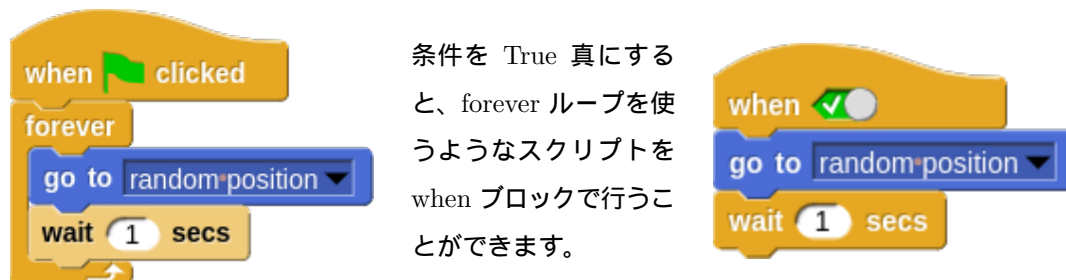 when clicked
forever
go to random position
wait 1 secs
条件を True 真にする
と、forever ループを使
うようなスクリプトを
when ブロックで行うこ
とができます。
when
go to random position
wait 1 secs